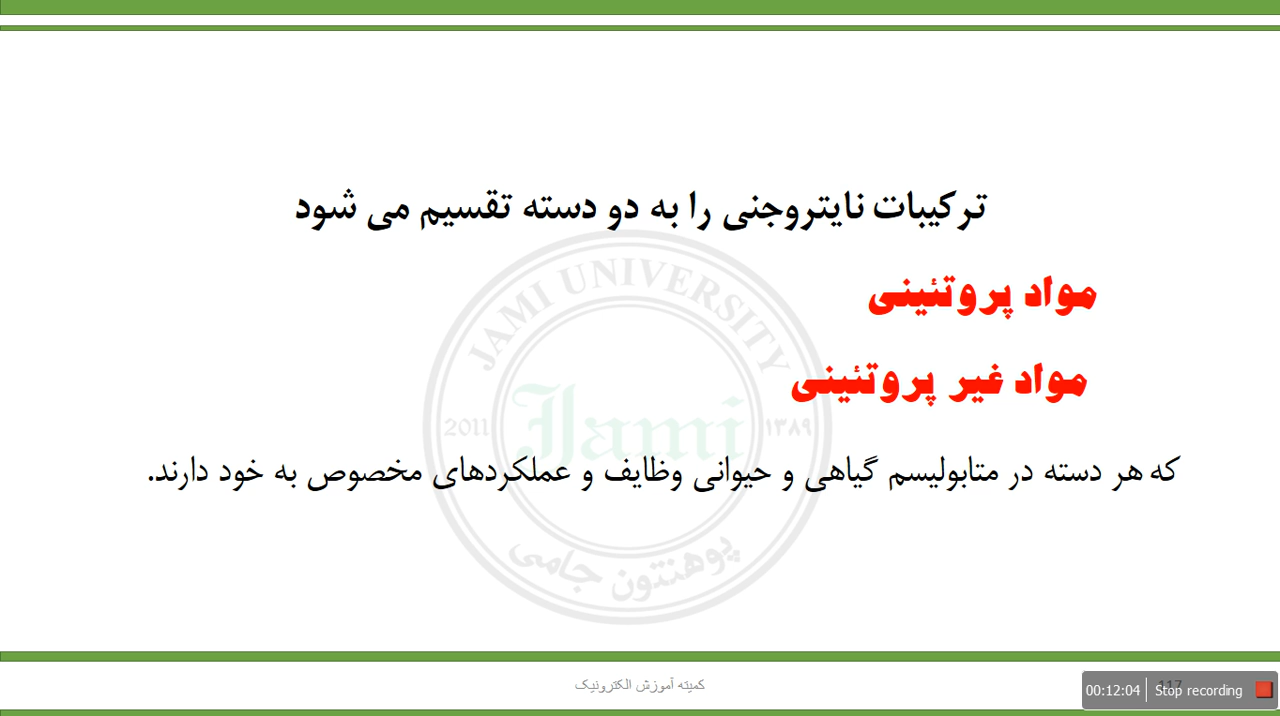 ترکیبات نایتروجنی را به دو دسته تقسیم می شود
مواد پروتئینی
مواد غیر پروتئینی
که هر دسته در متابولیسم گیاهی و حیوانی وظایف و عملکردهای مخصوص به خود دارند.
JAMI UNIVERSITY
2011
Jami
۱۳۸۹
پوهنتون جامی
کمیته آموزش الکترونیک
117
00:12:04
Stop recording